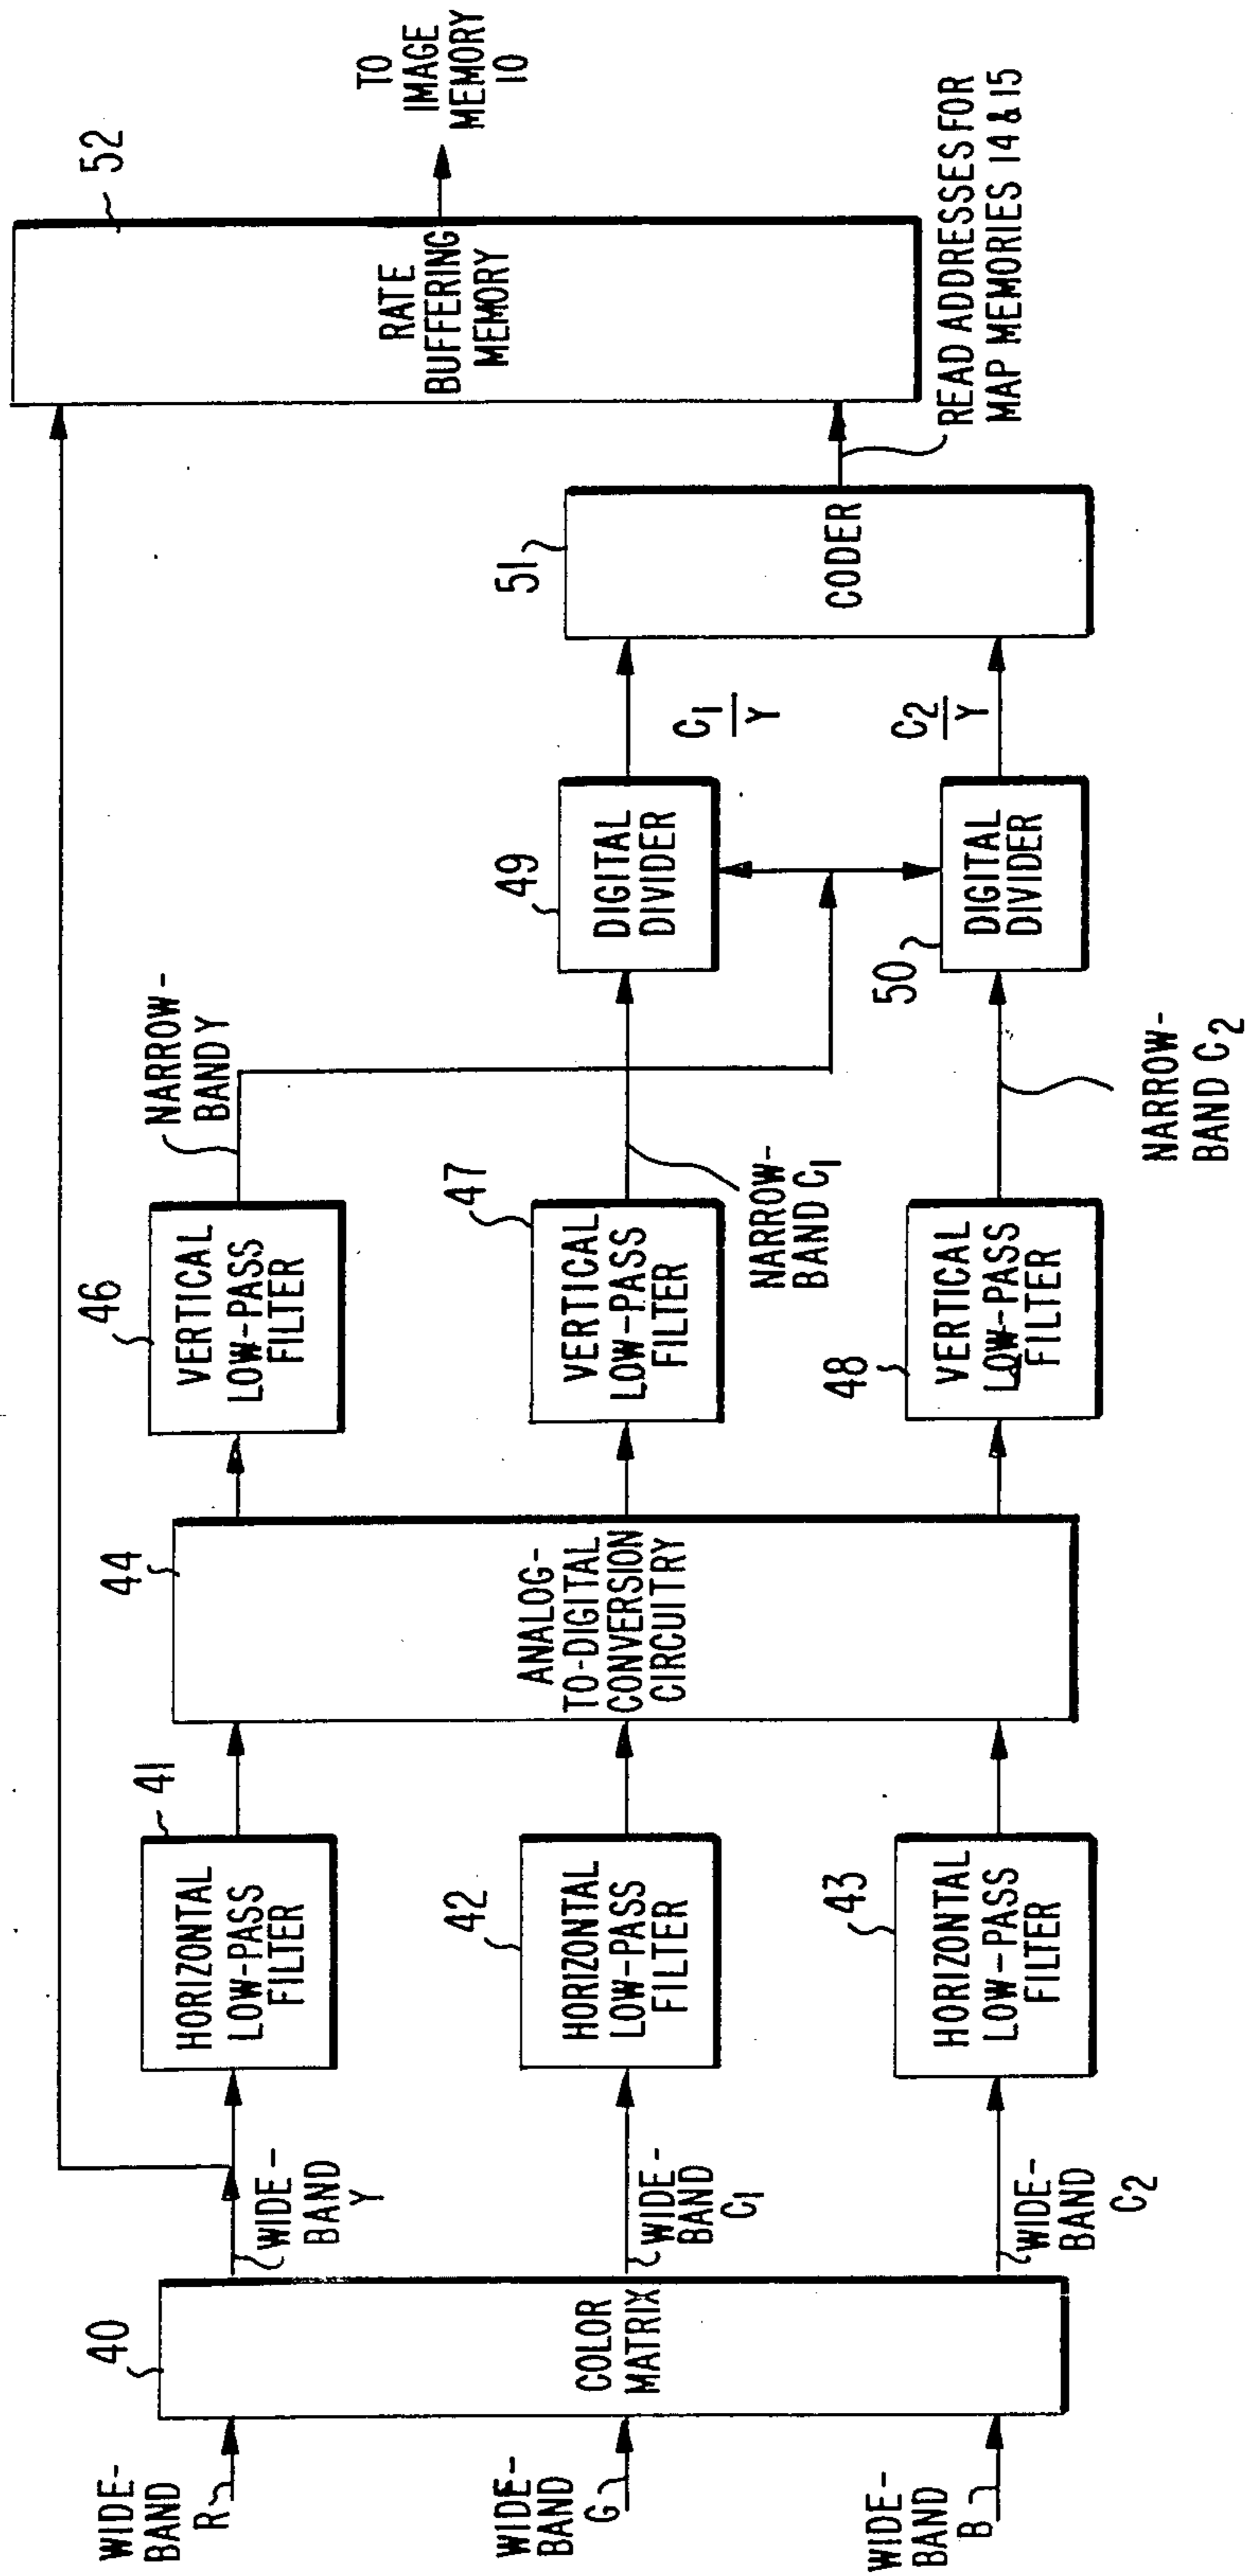 WIDE-
BAND
R
WIDE-
BAND
G
WIDE-
BAND
B
40
COLOR
MATRIX
WIDE-
BAND
Y
WIDE-
BAND
C1
WIDE-
BAND
C2
41
HORIZONTAL
LOW-PASS
FILTER
42
HORIZONTAL
LOW-PASS
FILTER
43
HORIZONTAL
LOW-PASS
FILTER
44
ANALOG-
TO-DIGITAL
CONVERSION
CIRCUITRY
46
VERTICAL
LOW-PASS
FILTER
47
VERTICAL
LOW-PASS
FILTER
48
VERTICAL
LOW-PASS
FILTER
NARROW-
BAND Y
NARROW-
BAND C1
NARROW-
BAND C2
49
DIGITAL
DIVIDER
50
DIGITAL
DIVIDER
C1
Y
C2
Y
51
CODER
READ ADDRESSES FOR
MAP MEMORIES 14 & 15
52
RATE
BUFFERING
MEMORY
TO
IMAGE
MEMORY
10